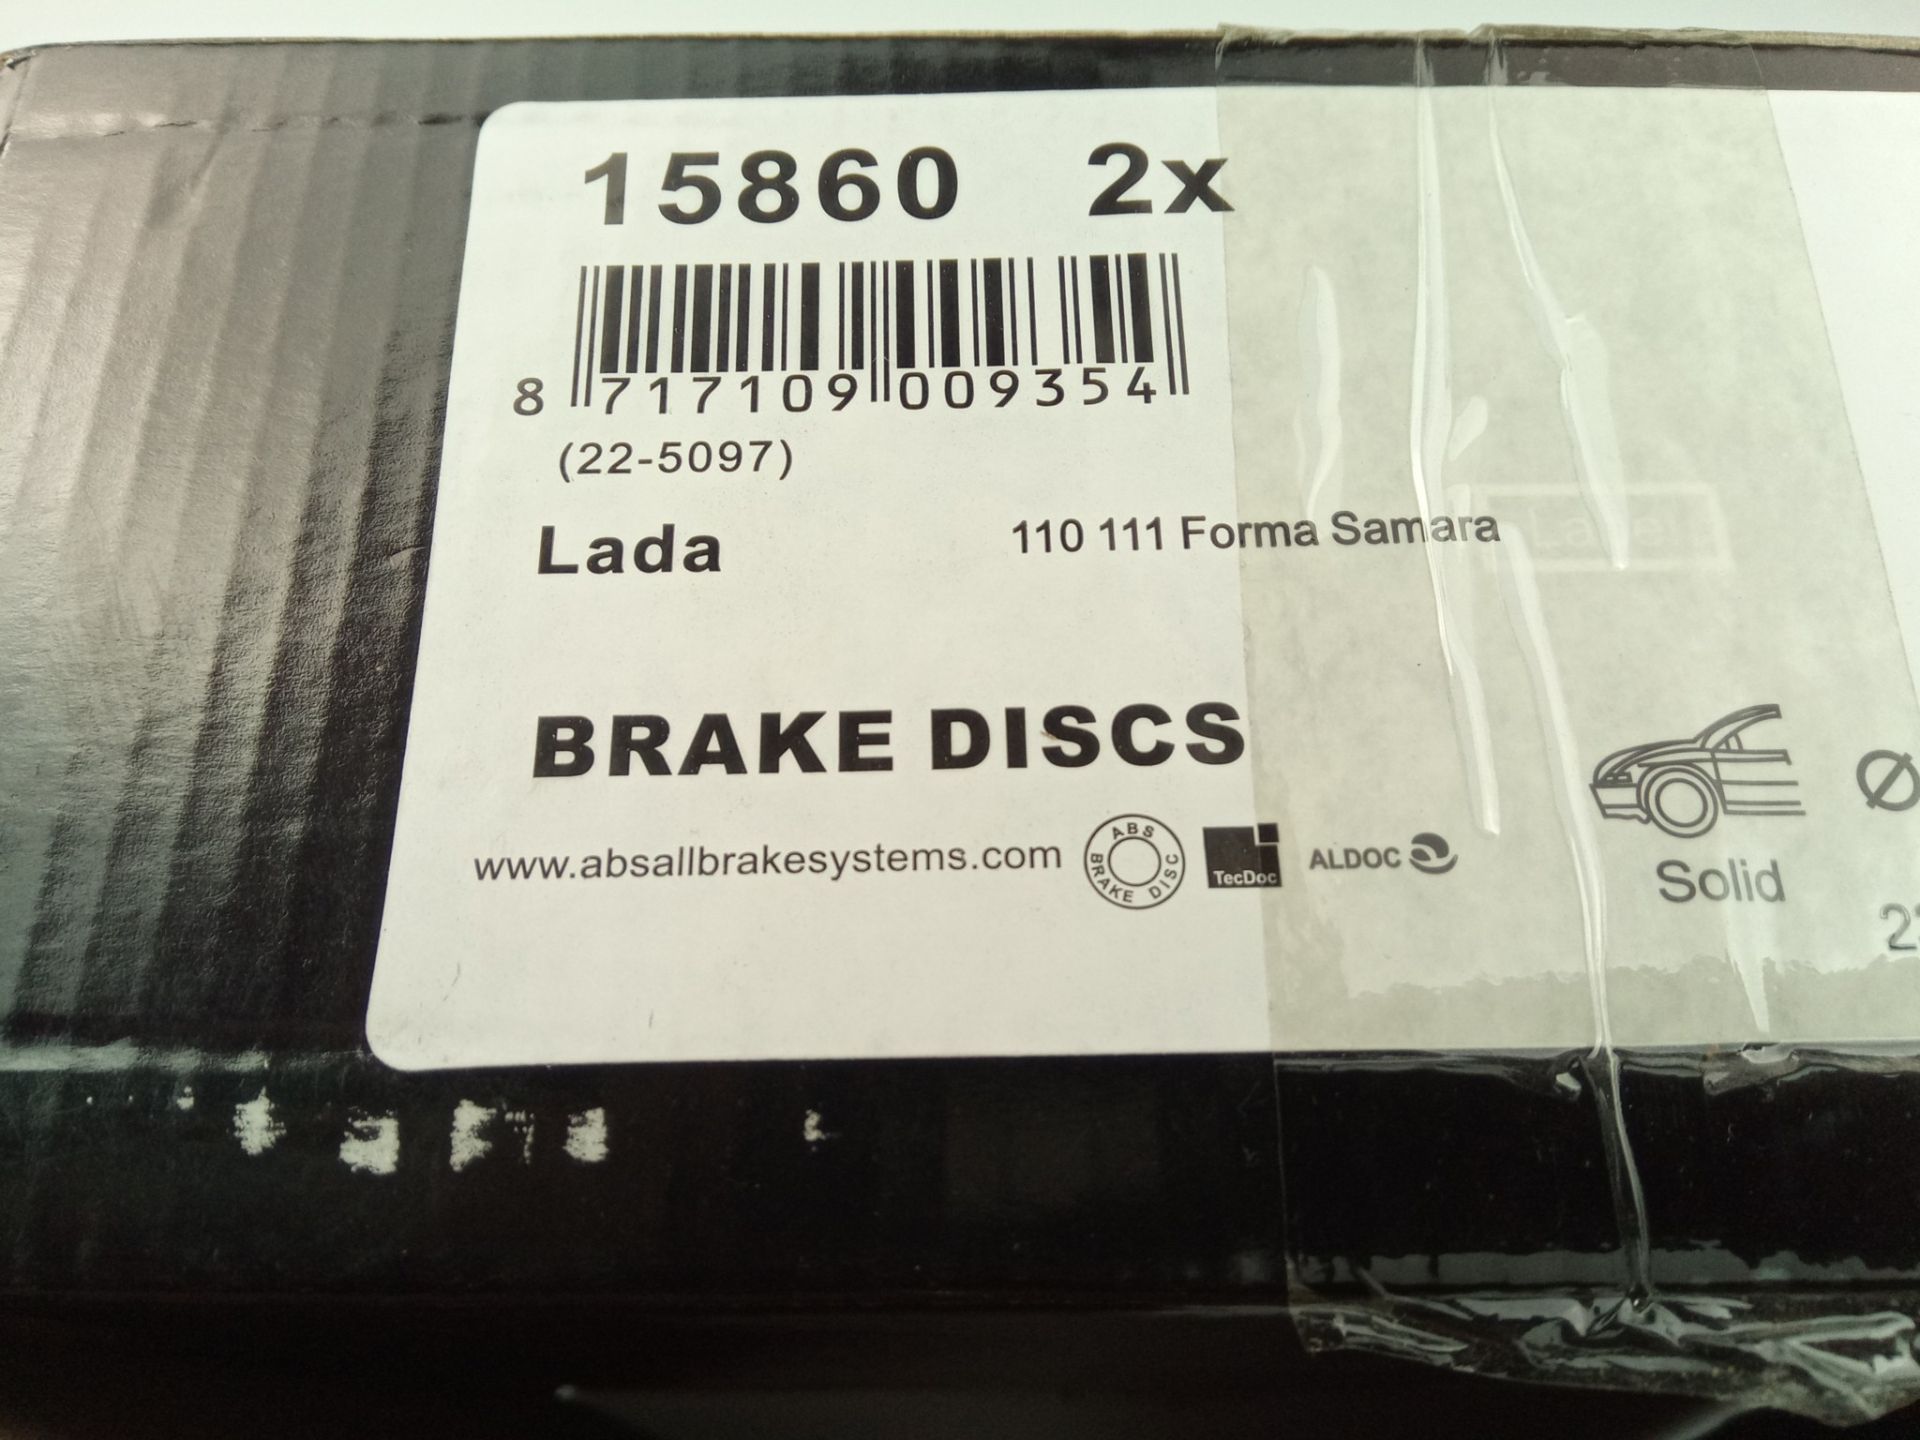 15860 2x
8 717109 009354
(22-5097)
Lada 110 111 Forma Samara
BRAKE DISCS
www.absallbrakesystems.com ABS BRAKE DISC TecDoc ALDOC
Solid
Ø